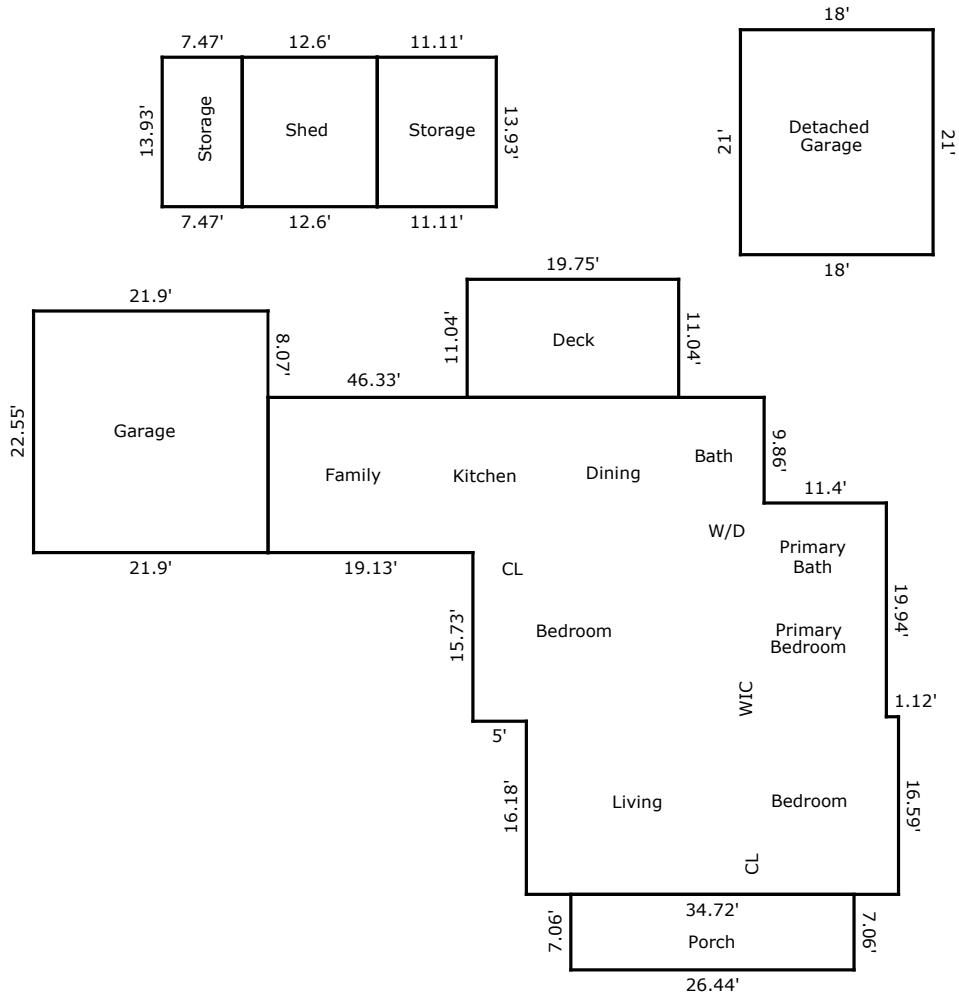 7.47'
12.6'
11.11'
13.93'
Storage
Shed
Storage
13.93'
7.47'
12.6'
11.11'
18'
21'
Detached
Garage
21'
18'
19.75'
11.04'
Deck
11.04'
21.9'
8.07'
22.55'
Garage
21.9'
46.33'
Family
Kitchen
Dining
Bath
9.86'
11.4'
W/D
Primary
Bath
19.13'
CL
15.73'
Bedroom
Primary
Bedroom
19.94'
WIC
1.12'
5'
16.18'
Living
Bedroom
16.59'
CL
34.72'
7.06'
Porch
7.06'
26.44'